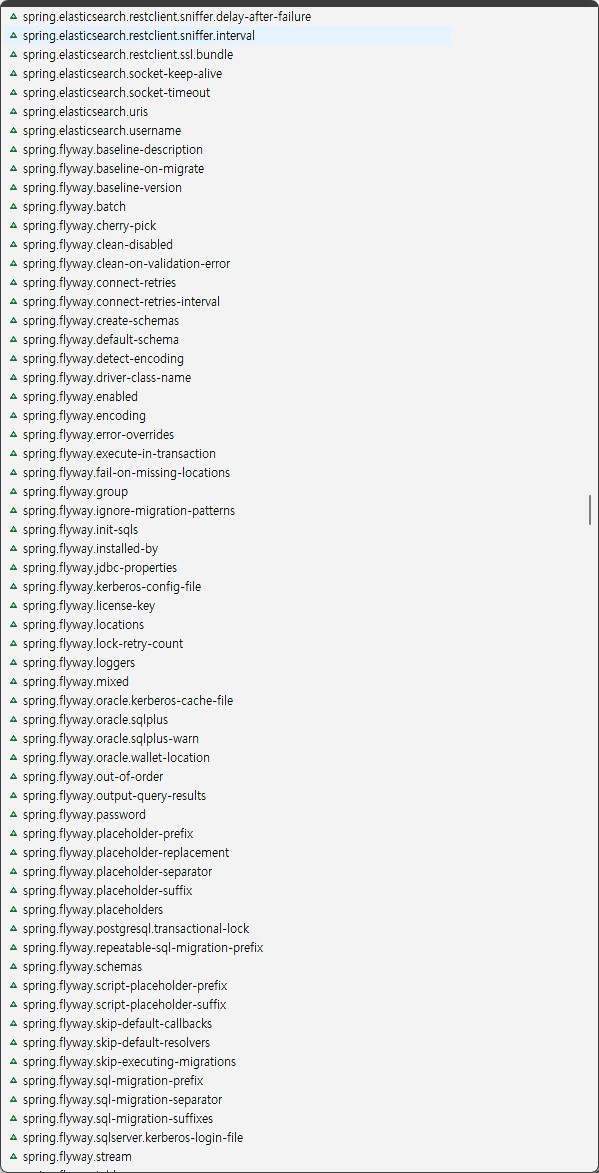 spring.elasticsearch.restclient.sniffer.delay-after-failure
spring.elasticsearch.restclient.sniffer.interval
spring.elasticsearch.restclient.ssl.bundle
spring.elasticsearch.socket-keep-alive
spring.elasticsearch.socket-timeout
spring.elasticsearch.uris
spring.elasticsearch.username
spring.flyway.baseline-description
spring.flyway.baseline-on-migrate
spring.flyway.baseline-version
spring.flyway.batch
spring.flyway.cherry-pick
spring.flyway.clean-disabled
spring.flyway.clean-on-validation-error
spring.flyway.connect-retries
spring.flyway.connect-retries-interval
spring.flyway.create-schemas
spring.flyway.default-schema
spring.flyway.detect-encoding
spring.flyway.driver-class-name
spring.flyway.enabled
spring.flyway.encoding
spring.flyway.error-overrides
spring.flyway.execute-in-transaction
spring.flyway.fail-on-missing-locations
spring.flyway.group
spring.flyway.ignore-migration-patterns
spring.flyway.init-sqls
spring.flyway.installed-by
spring.flyway.jdbc-properties
spring.flyway.kerberos-config-file
spring.flyway.license-key
spring.flyway.locations
spring.flyway.lock-retry-count
spring.flyway.loggers
spring.flyway.mixed
spring.flyway.oracle.kerberos-cache-file
spring.flyway.oracle.sqlplus
spring.flyway.oracle.sqlplus-warn
spring.flyway.oracle.wallet-location
spring.flyway.out-of-order
spring.flyway.output-query-results
spring.flyway.password
spring.flyway.placeholder-prefix
spring.flyway.placeholder-replacement
spring.flyway.placeholder-separator
spring.flyway.placeholder-suffix
spring.flyway.placeholders
spring.flyway.postgresql.transactional-lock
spring.flyway.repeatable-sql-migration-prefix
spring.flyway.schemas
spring.flyway.script-placeholder-prefix
spring.flyway.script-placeholder-suffix
spring.flyway.skip-default-callbacks
spring.flyway.skip-default-resolvers
spring.flyway.skip-executing-migrations
spring.flyway.sql-migration-prefix
spring.flyway.sql-migration-separator
spring.flyway.sql-migration-suffixes
spring.flyway.sqlserver.kerberos-login-file
spring.flyway.stream